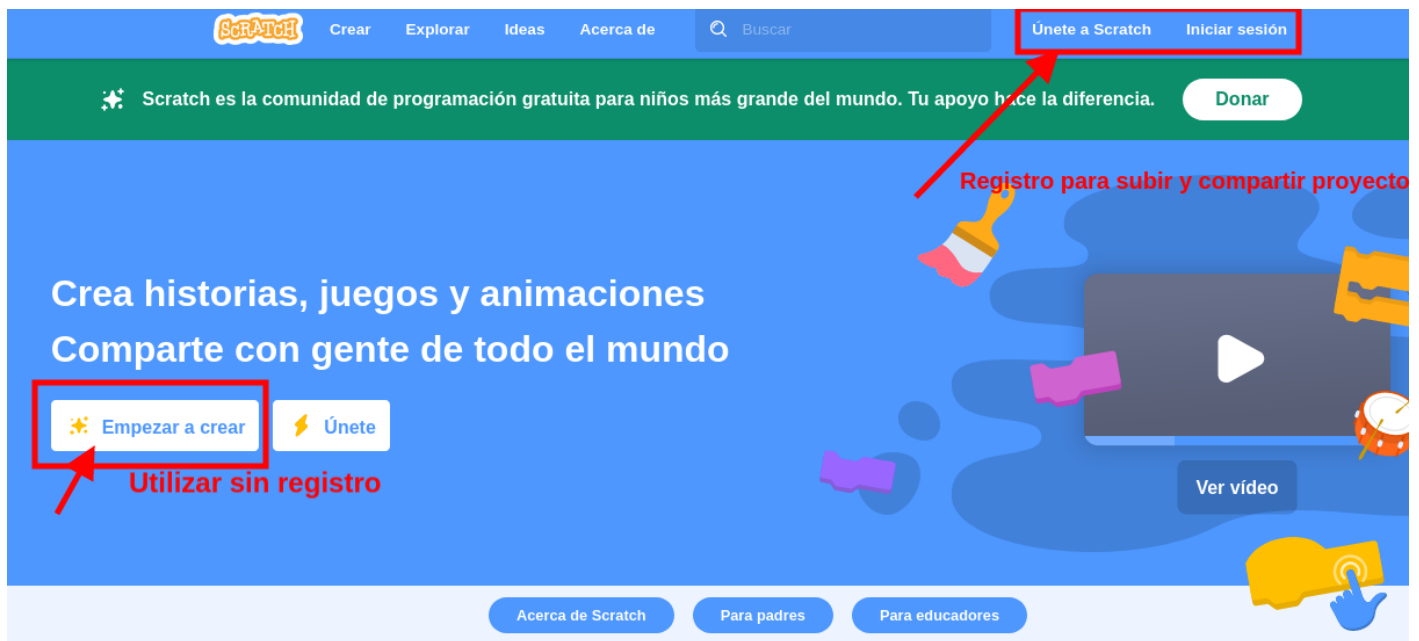 SCRATCH Crear Explorar Ideas Acerca de Buscar Únete a Scratch Iniciar sesión
Scratch es la comunidad de programación gratuita para niños más grande del mundo. Tu apoyo hace la diferencia. Donar
Registro para subir y compartir proyecto
Crea historias, juegos y animaciones
Comparte con gente de todo el mundo
Empezar a crear Únete
Utilizar sin registro
Ver vídeo
Acerca de Scratch Para padres Para educadores